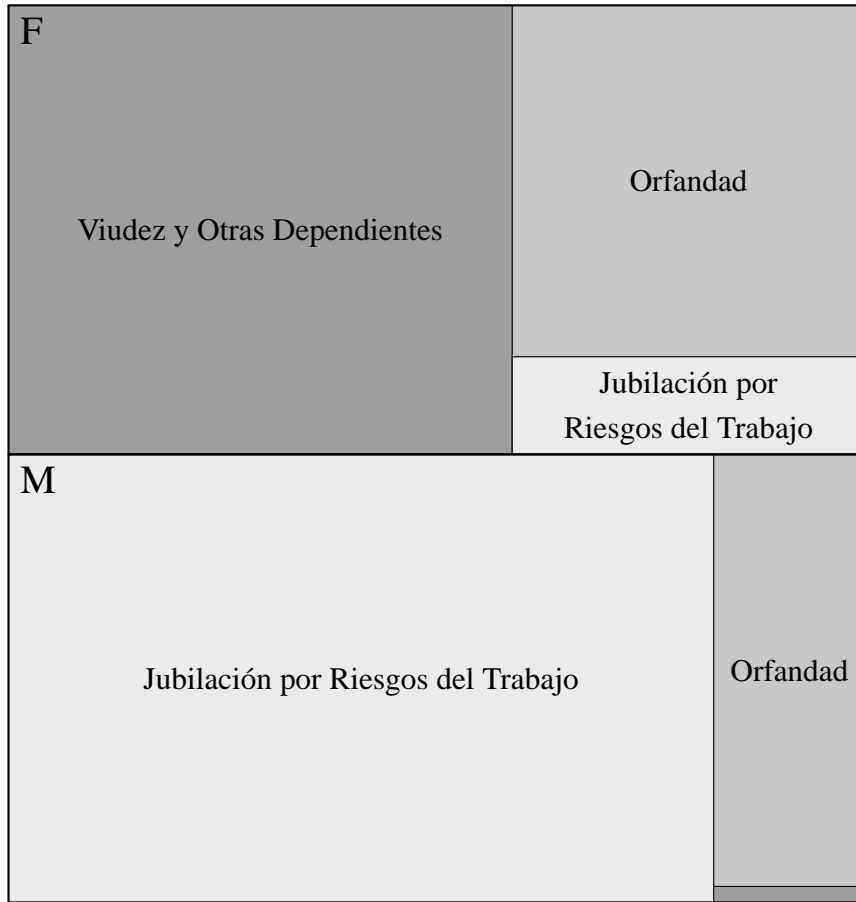 F
Viudez y Otras Dependientes
Orfandad
Jubilación por
Riesgos del Trabajo
M
Jubilación por Riesgos del Trabajo
Orfandad